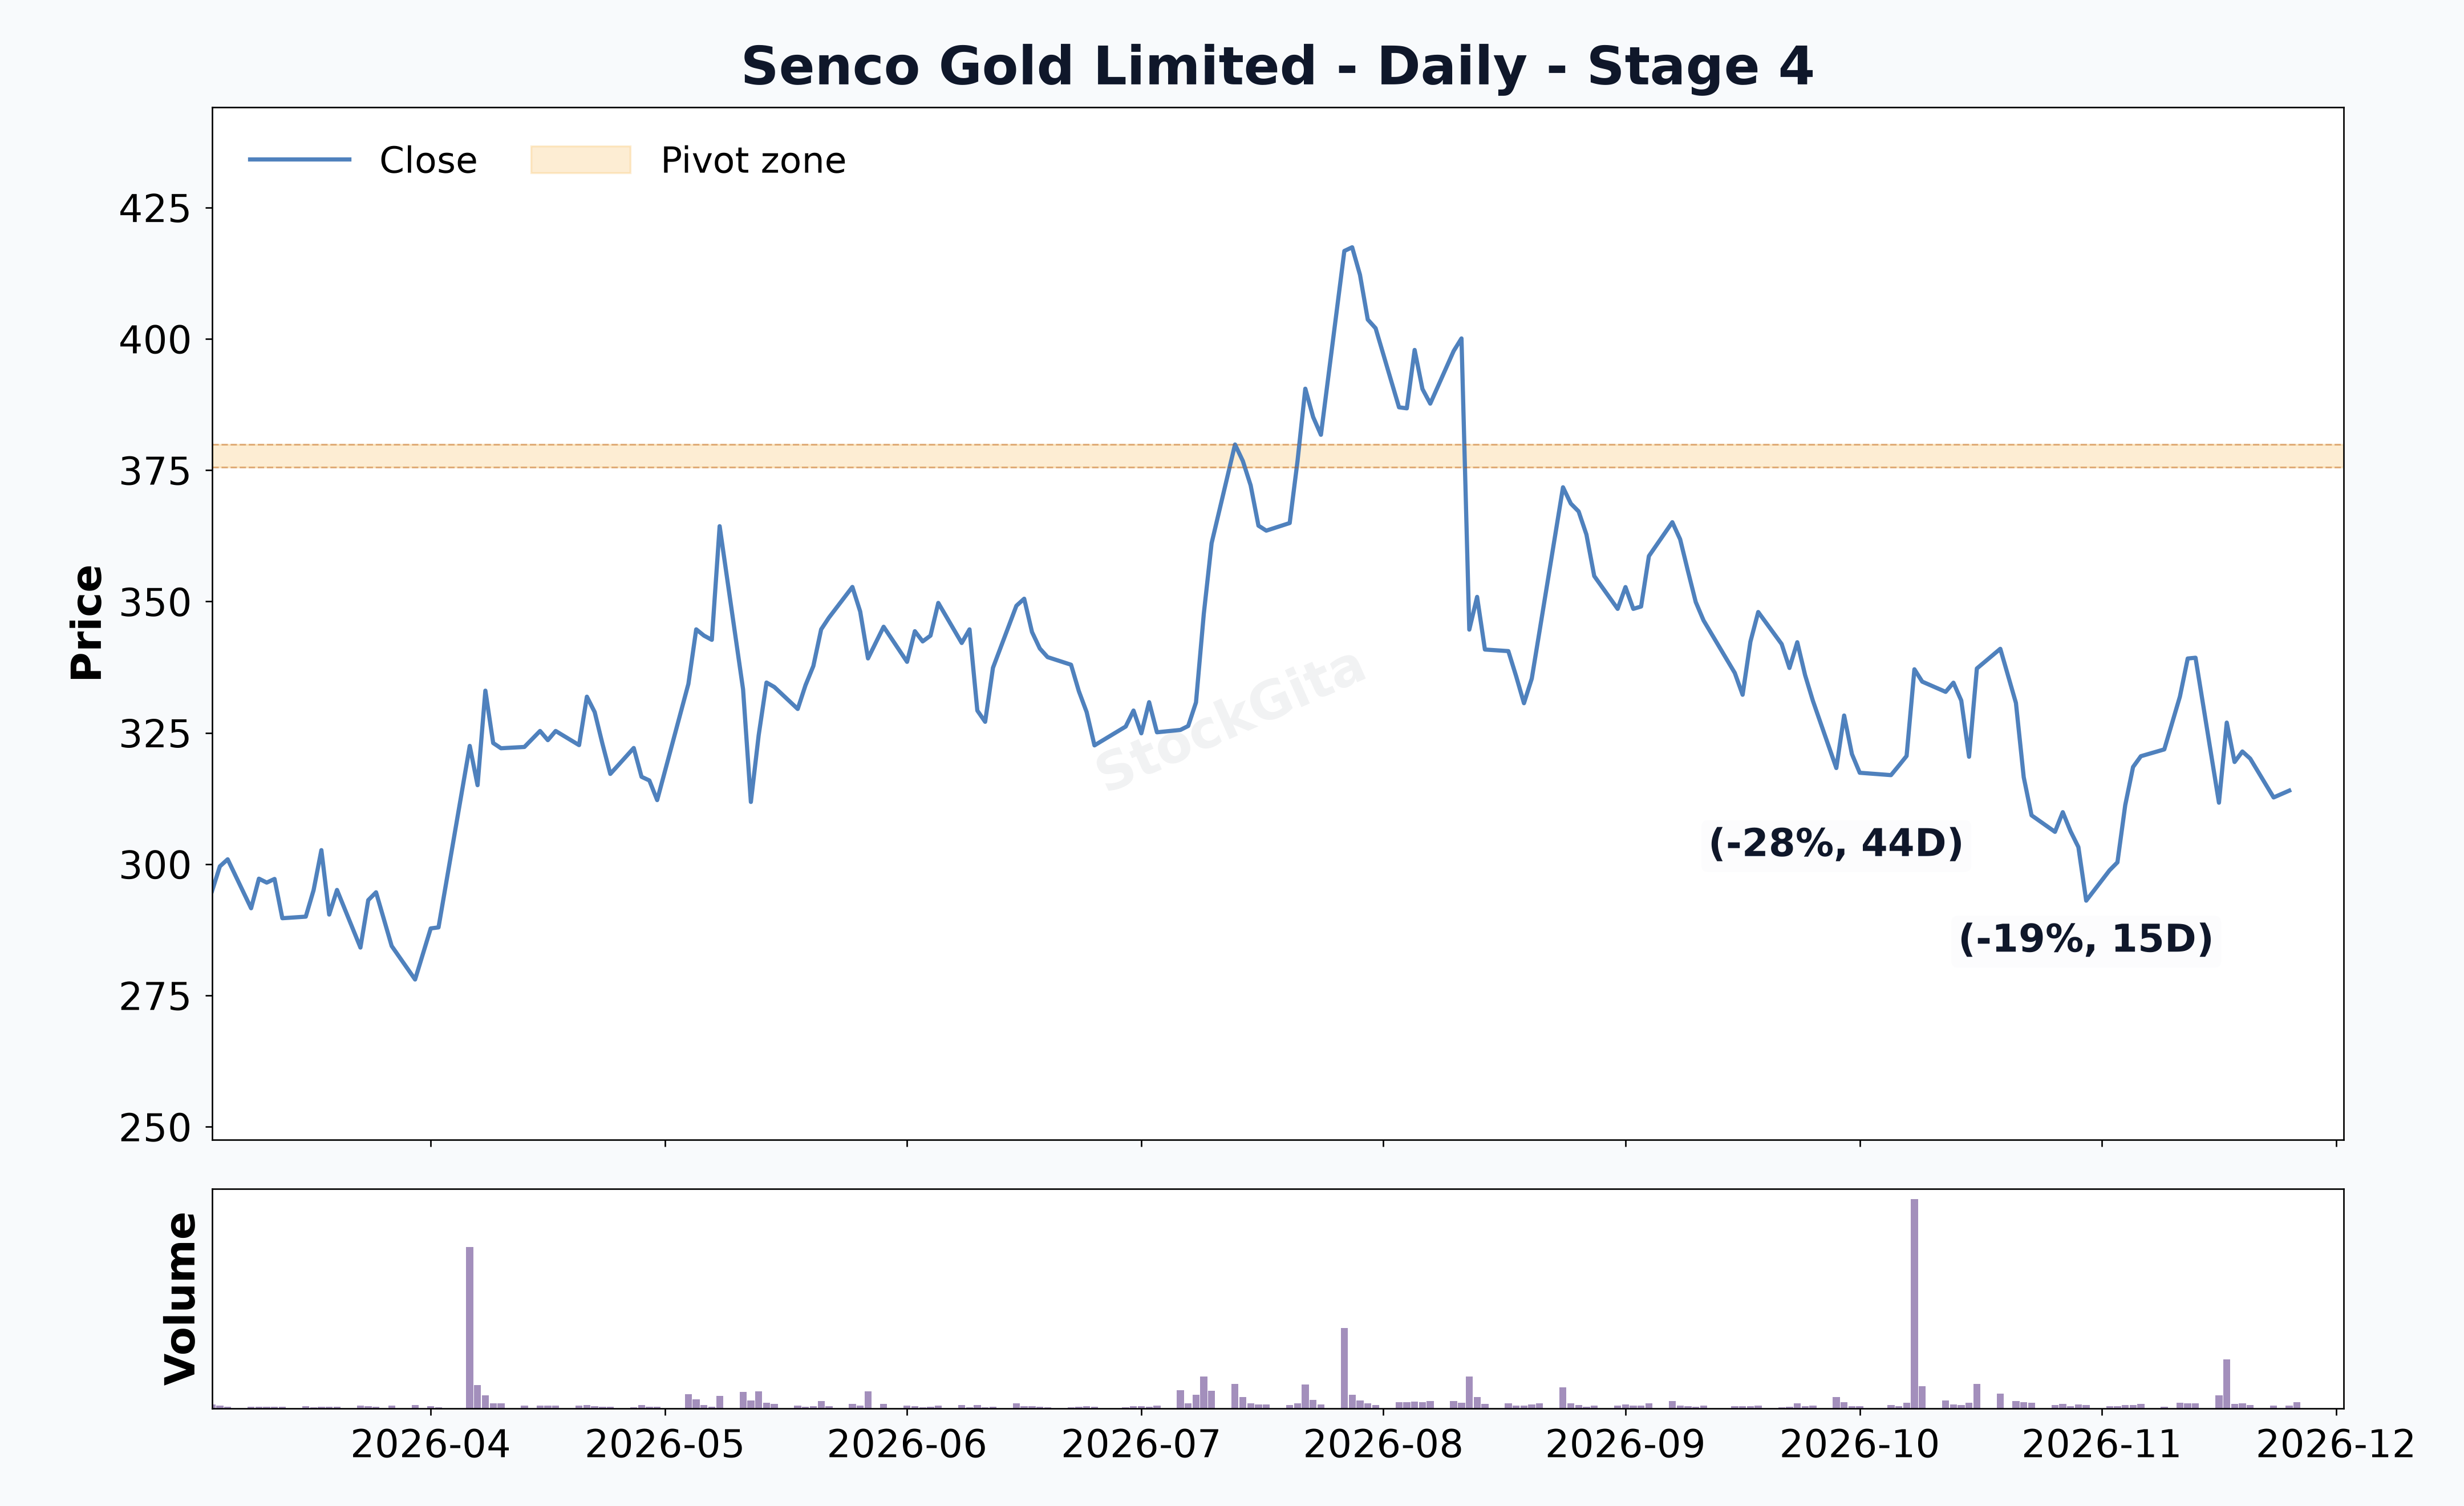 Senco Gold Limited - Daily - Stage 4
Close
Pivot zone
425
400
375
350
325
300
275
250
Price
StockGita
(-28%, 44D)
(-19%, 15D)
Volume
2026-04
2026-05
2026-06
2026-07
2026-08
2026-09
2026-10
2026-11
2026-12